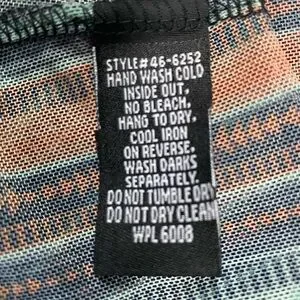 STYLE#46-6252
HAND WASH COLD
INSIDE OUT.
NO BLEACH.
HANG TO DRY.
COOL IRON
ON REVERSE.
WASH DARKS
SEPARATELY.
DO NOT TUMBLE DRY
DO NOT DRY CLEAN
WPL 6008